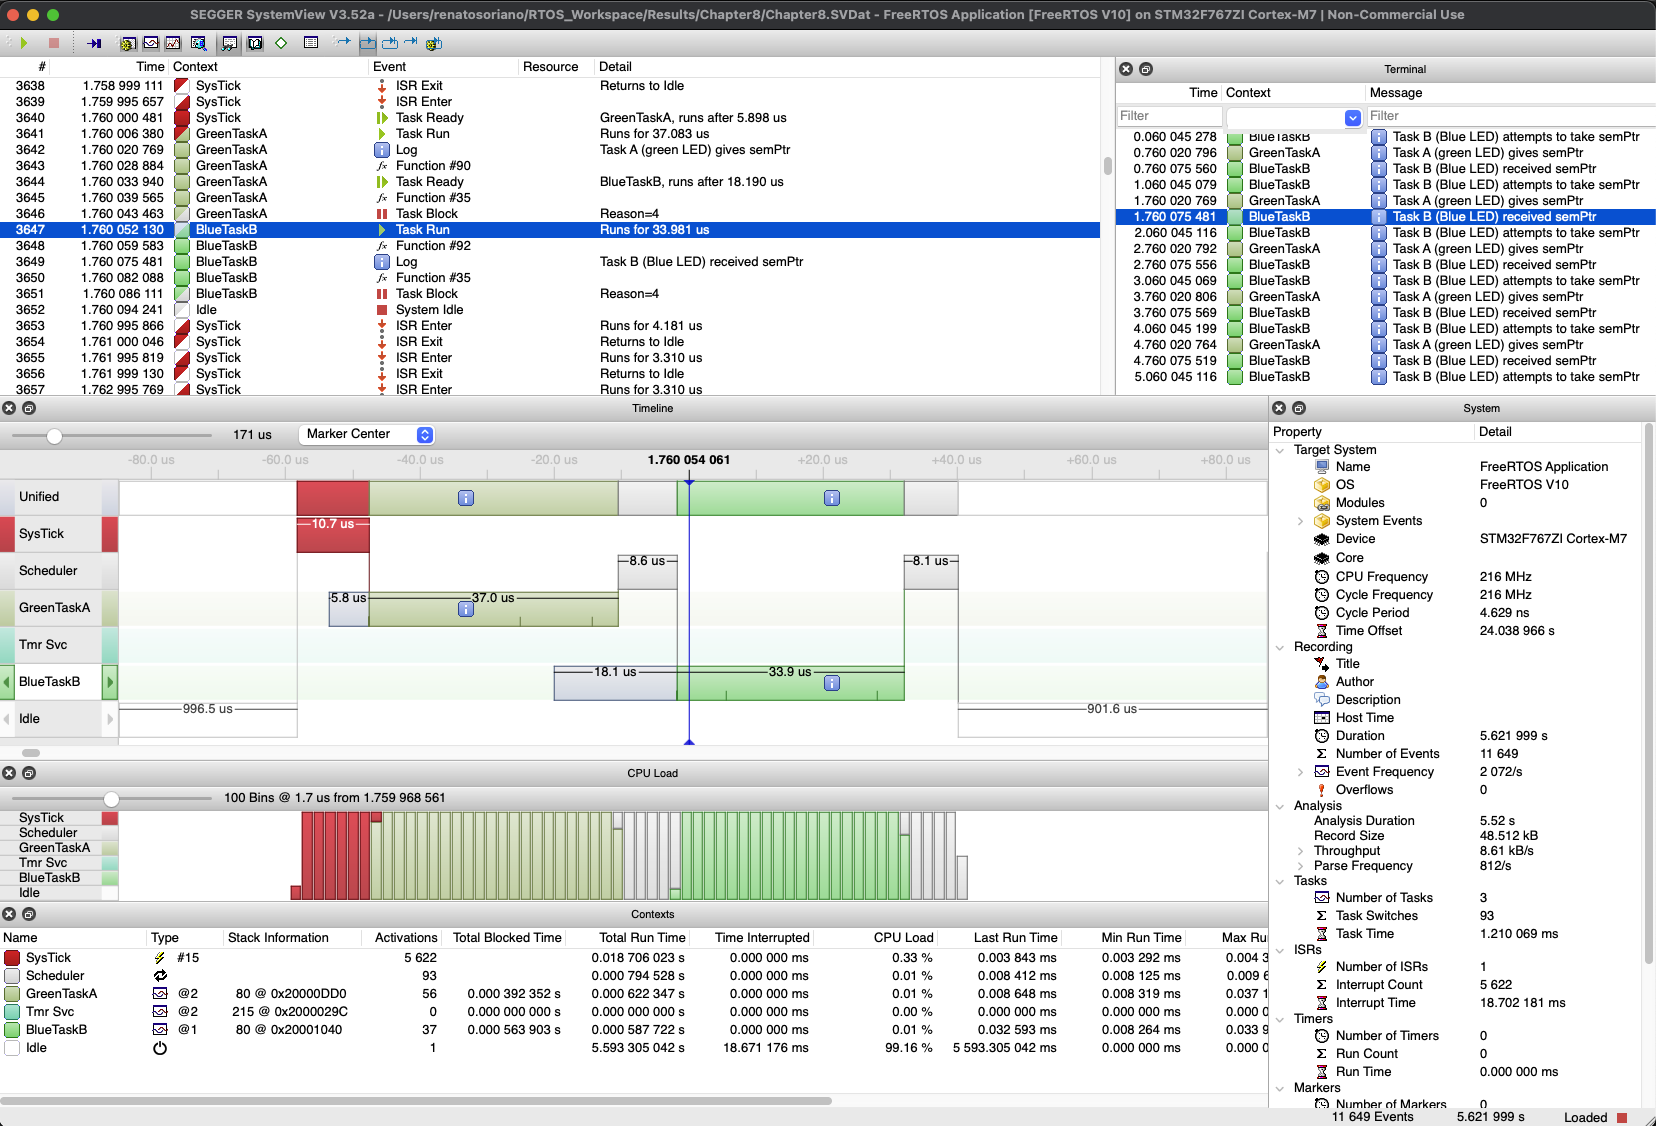 SEGGER SystemView V3.52a - /Users/renatosoriano/RTOS_Workspace/Results/Chapter8/Chapter8.SVDat - FreeRTOS Application [FreeRTOS V10] on STM32F767ZI Cortex-M7 | Non-Commercial Use
# Time Context Event Resource Detail
3638 1.758 999 111 SysTick ISR Exit Returns to Idle
3639 1.759 995 657 SysTick ISR Enter
3640 1.760 000 481 SysTick Task Ready GreenTaskA, runs after 5.898 us
3641 1.760 006 380 GreenTaskA Task Run Runs for 37.083 us
3642 1.760 020 769 GreenTaskA Log Task A (green LED) gives semPtr
3643 1.760 028 884 GreenTaskA Function #90
3644 1.760 033 940 GreenTaskA Task Ready BlueTaskB, runs after 18.190 us
3645 1.760 039 565 GreenTaskA Function #35
3646 1.760 043 463 GreenTaskA Task Block Reason=4
3647 1.760 052 130 BlueTaskB Task Run Runs for 33.981 us
3648 1.760 059 583 BlueTaskB Function #92
3649 1.760 075 481 BlueTaskB Log Task B (Blue LED) received semPtr
3650 1.760 082 088 BlueTaskB Function #35
3651 1.760 086 111 BlueTaskB Task Block Reason=4
3652 1.760 094 241 Idle System Idle
3653 1.760 995 866 SysTick ISR Enter Runs for 4.181 us
3654 1.761 000 046 SysTick ISR Exit Returns to Idle
3655 1.761 995 819 SysTick ISR Enter Runs for 3.310 us
3656 1.761 999 130 SysTick ISR Exit Returns to Idle
3657 1.762 995 769 SysTick ISR Enter Runs for 3.310 us
Terminal
Time Context Message
Filter Filter
0.060 045 278 BlueTaskB Task B (Blue LED) attempts to take semPtr
0.760 020 796 GreenTaskA Task A (green LED) gives semPtr
0.760 075 560 BlueTaskB Task B (Blue LED) received semPtr
1.060 045 079 BlueTaskB Task B (Blue LED) attempts to take semPtr
1.760 020 769 GreenTaskA Task A (green LED) gives semPtr
1.760 075 481 BlueTaskB Task B (Blue LED) received semPtr
2.060 045 116 BlueTaskB Task B (Blue LED) attempts to take semPtr
2.760 020 792 GreenTaskA Task A (green LED) gives semPtr
2.760 075 556 BlueTaskB Task B (Blue LED) received semPtr
3.060 045 069 BlueTaskB Task B (Blue LED) attempts to take semPtr
3.760 020 806 GreenTaskA Task A (green LED) gives semPtr
3.760 075 569 BlueTaskB Task B (Blue LED) received semPtr
4.060 045 199 BlueTaskB Task B (Blue LED) attempts to take semPtr
4.760 020 764 GreenTaskA Task A (green LED) gives semPtr
4.760 075 519 BlueTaskB Task B (Blue LED) received semPtr
5.060 045 116 BlueTaskB Task B (Blue LED) attempts to take semPtr
Timeline
171 us Marker Center
-80.0 us -60.0 us -40.0 us -20.0 us 1.760 054 061 +20.0 us +40.0 us +60.0 us +80.0 us
Unified
SysTick 10.7 us
Scheduler 8.6 us 8.1 us
GreenTaskA 5.8 us 37.0 us
Tmr Svc
BlueTaskB 18.1 us 33.9 us
Idle 996.5 us 901.6 us
CPU Load
100 Bins @ 1.7 us from 1.759 968 561
SysTick
Scheduler
GreenTaskA
Tmr Svc
BlueTaskB
Idle
Contexts
Name Type Stack Information Activations Total Blocked Time Total Run Time Time Interrupted CPU Load Last Run Time Min Run Time Max Ru
SysTick #15 5 622 0.018 706 023 s 0.000 000 ms 0.33 % 0.003 843 ms 0.003 292 ms 0.004 3
Scheduler 93 0.000 794 528 s 0.000 000 ms 0.01 % 0.008 412 ms 0.008 125 ms 0.009 6
GreenTaskA @2 80 @ 0x20000DD0 56 0.000 392 352 s 0.000 622 347 s 0.000 000 ms 0.01 % 0.008 648 ms 0.008 319 ms 0.037 1
Tmr Svc @2 215 @ 0x2000029C 0 0.000 000 000 s 0.000 000 000 s 0.000 000 ms 0.00 % 0.000 000 ms 0.000 000 ms 0.000 0
BlueTaskB @1 80 @ 0x20001040 37 0.000 563 903 s 0.000 587 722 s 0.000 000 ms 0.01 % 0.032 593 ms 0.008 264 ms 0.033 9
Idle 1 5.593 305 042 s 18.671 176 ms 99.16 % 5 593.305 042 ms 0.000 000 ms 0.000 0
System
Property Detail
Target System
Name FreeRTOS Application
OS FreeRTOS V10
Modules 0
System Events
Device STM32F767ZI Cortex-M7
Core
CPU Frequency 216 MHz
Cycle Frequency 216 MHz
Cycle Period 4.629 ns
Time Offset 24.038 966 s
Recording
Title
Author
Description
Host Time
Duration 5.621 999 s
Number of Events 11 649
Event Frequency 2 072/s
Overflows 0
Analysis
Analysis Duration 5.52 s
Record Size 48.512 kB
Throughput 8.61 kB/s
Parse Frequency 812/s
Tasks
Number of Tasks 3
Task Switches 93
Task Time 1.210 069 ms
ISRs
Number of ISRs 1
Interrupt Count 5 622
Interrupt Time 18.702 181 ms
Timers
Number of Timers 0
Run Count 0
Run Time 0.000 000 ms
Markers
Number of Markers 0
11 649 Events 5.621 999 s Loaded